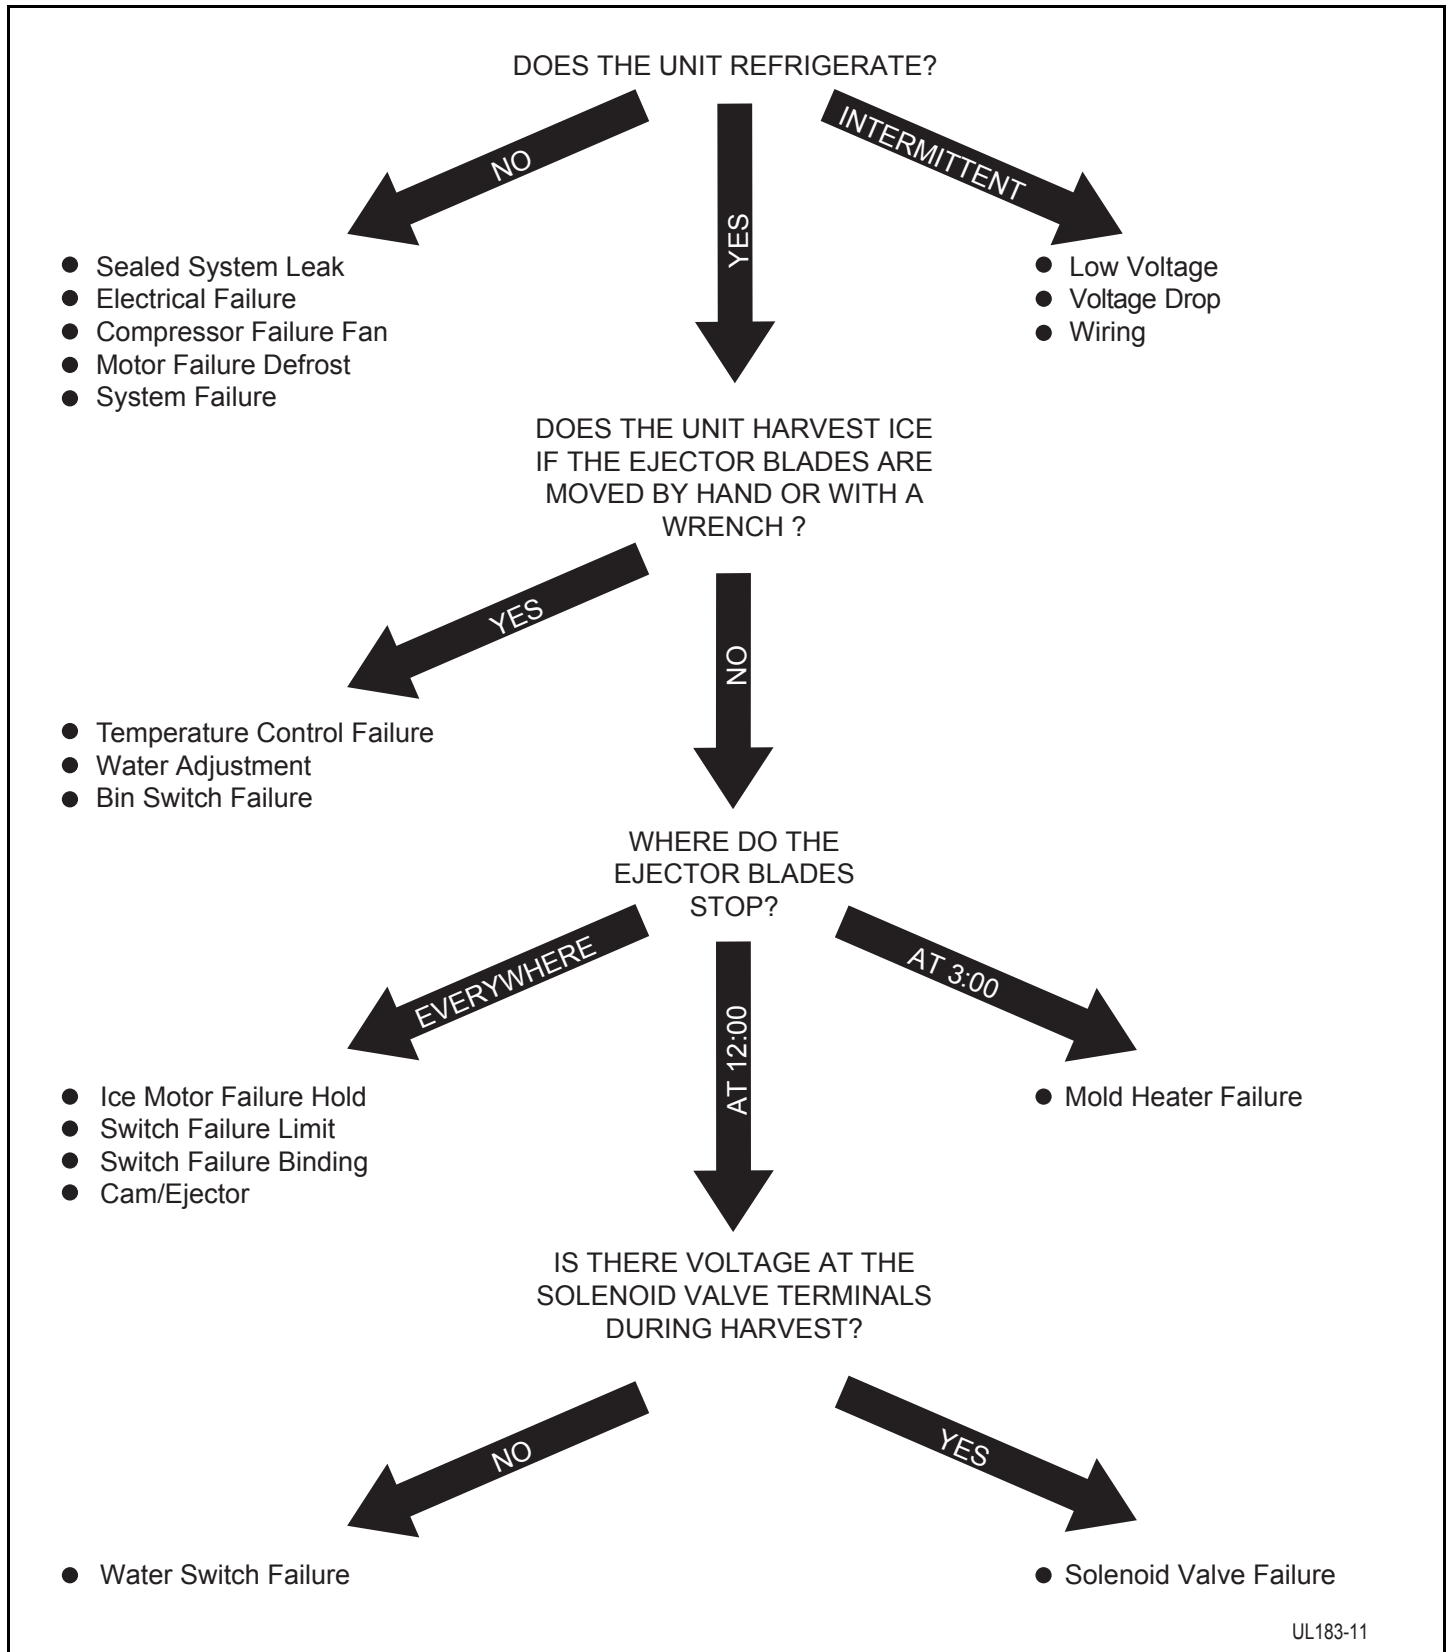 DOES THE UNIT REFRIGERATE?
NO
YES
INTERMITTENT
● Sealed System Leak
● Electrical Failure
● Compressor Failure Fan
● Motor Failure Defrost
● System Failure
● Low Voltage
● Voltage Drop
● Wiring
DOES THE UNIT HARVEST ICE
IF THE EJECTOR BLADES ARE
MOVED BY HAND OR WITH A
WRENCH ?
YES
NO
● Temperature Control Failure
● Water Adjustment
● Bin Switch Failure
WHERE DO THE
EJECTOR BLADES
STOP?
EVERYWHERE
AT 12:00
AT 3:00
● Ice Motor Failure Hold
● Switch Failure Limit
● Switch Failure Binding
● Cam/Ejector
● Mold Heater Failure
IS THERE VOLTAGE AT THE
SOLENOID VALVE TERMINALS
DURING HARVEST?
NO
YES
● Water Switch Failure
● Solenoid Valve Failure
UL183-11